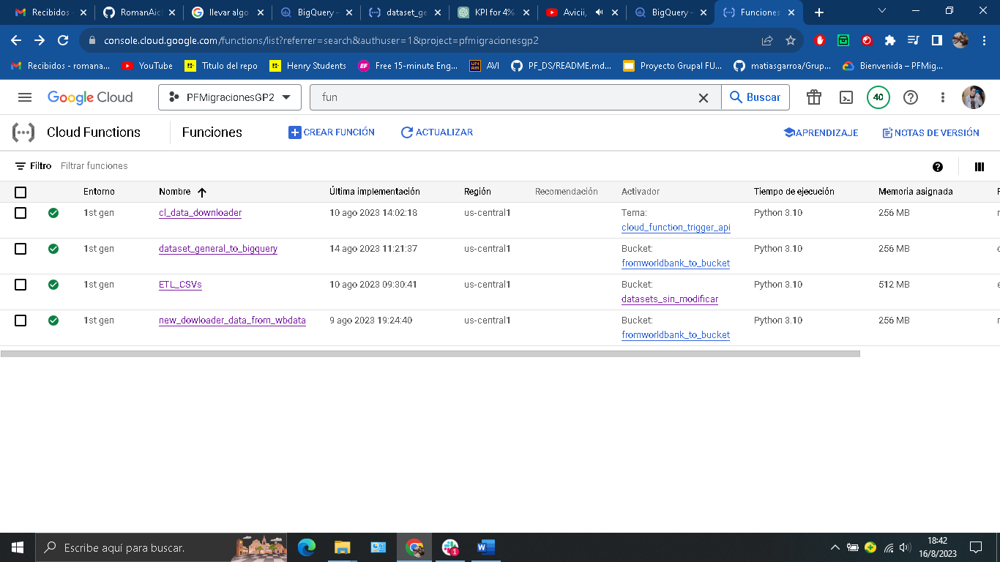 Recibidos -
RomanAicl
llevar algo
BigQuery –
dataset_ge
KPI for 4%
Avicii,
BigQuery –
Funciones
console.cloud.google.com/functions/list?referrer=search&authuser=1&project=pfmigracionesgp2
Recibidos - romana...
YouTube
Titulo del repo
Henry Students
Free 15-minute Eng...
AVI
PF_DS/README.md...
Proyecto Grupal FU...
matiasgarroa/Grup...
Bienvenida – PFMig...
Google Cloud
PFMigracionesGP2
fun
Buscar
40
Cloud Functions
Funciones
CREAR FUNCIÓN
ACTUALIZAR
APRENDIZAJE
NOTAS DE VERSIÓN
Filtro
Filtrar funciones
Entorno
Nombre
Última implementación
Región
Recomendación
Activador
Tiempo de ejecución
Memoria asignada
1st gen
cl_data_downloader
10 ago 2023 14:02:18
us-central1
Tema:
cloud_function_trigger_api
Python 3.10
256 MB
1st gen
dataset_general_to_bigquery
14 ago 2023 11:21:37
us-central1
Bucket:
fromworldbank_to_bucket
Python 3.10
256 MB
1st gen
ETL_CSVs
10 ago 2023 09:30:41
us-central1
Bucket:
datasets_sin_modificar
Python 3.10
512 MB
1st gen
new_dowloader_data_from_wbdata
9 ago 2023 19:24:40
us-central1
Bucket:
fromworldbank_to_bucket
Python 3.10
256 MB
Escribe aquí para buscar.
1
18:42
16/8/2023